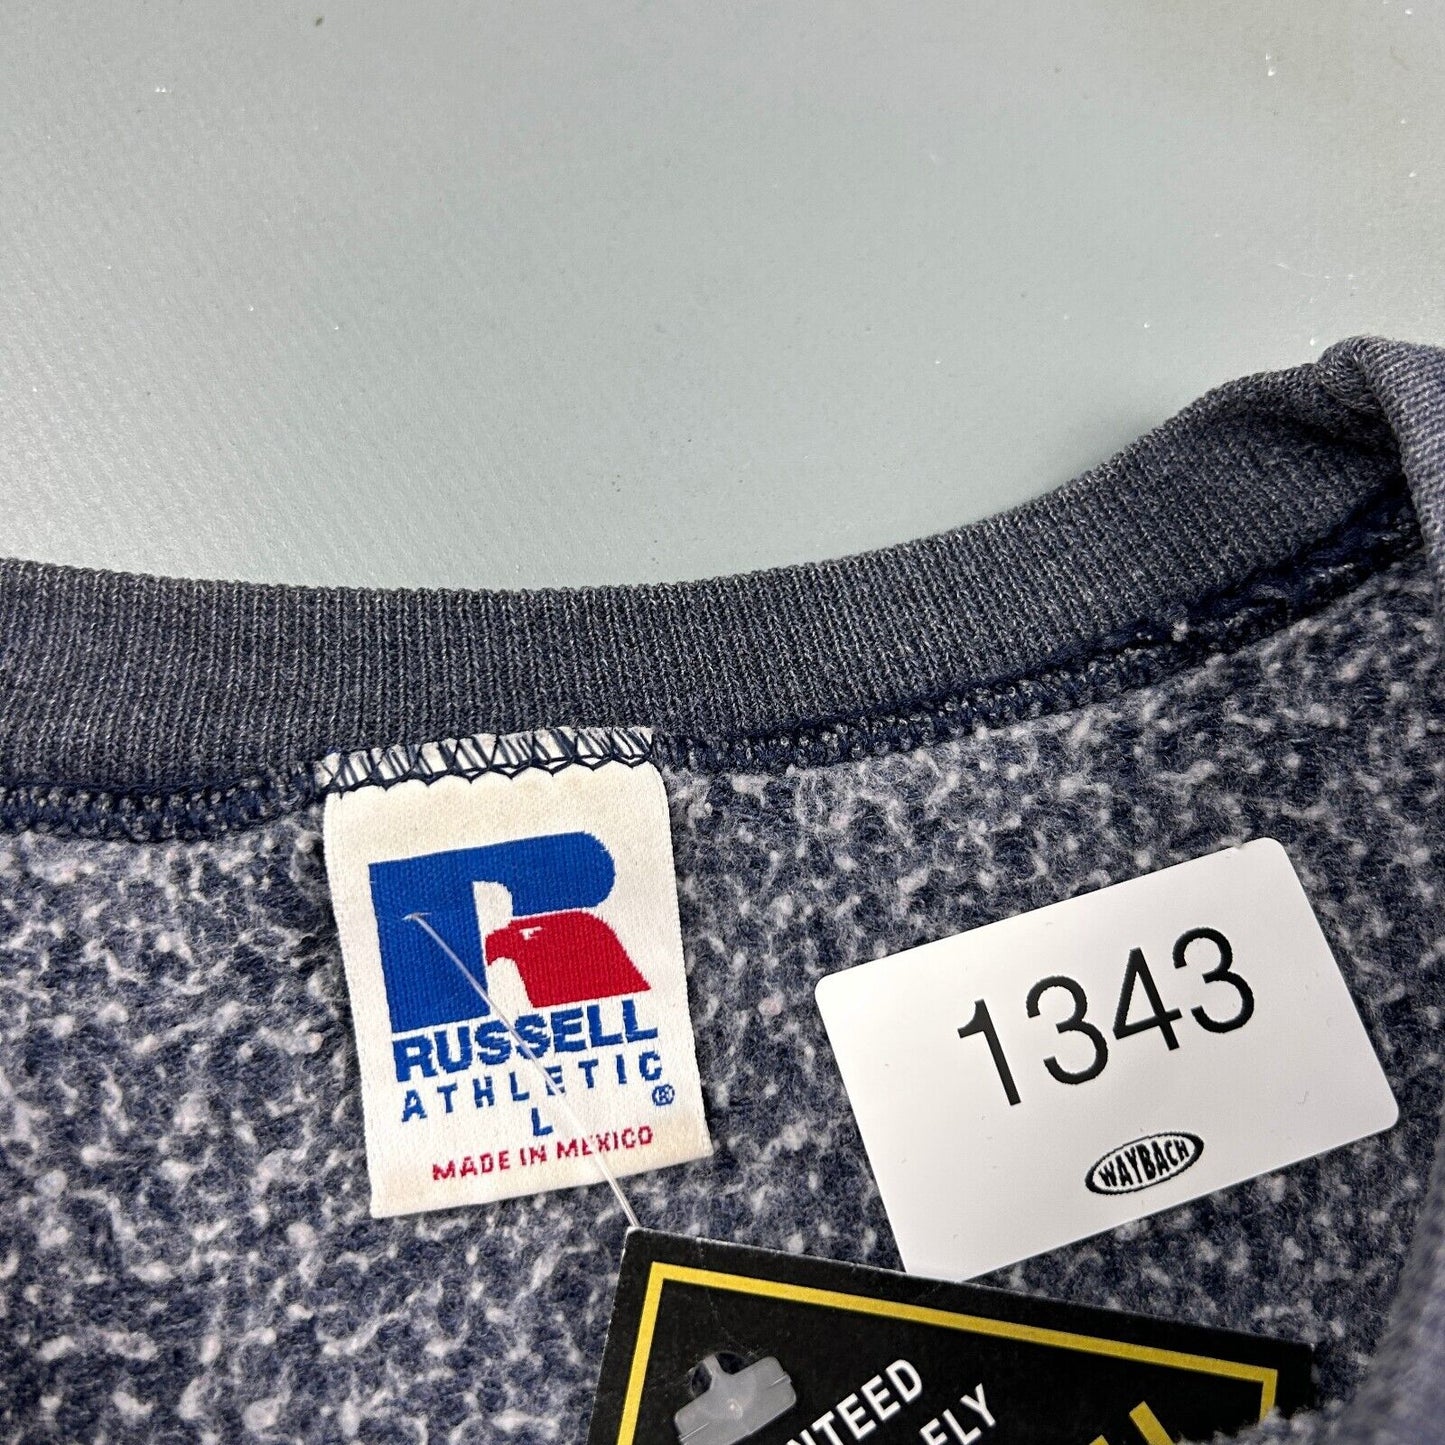 RUSSELL
ATHLETIC ®
L
MADE IN MEXICO
1343
WAYBACH